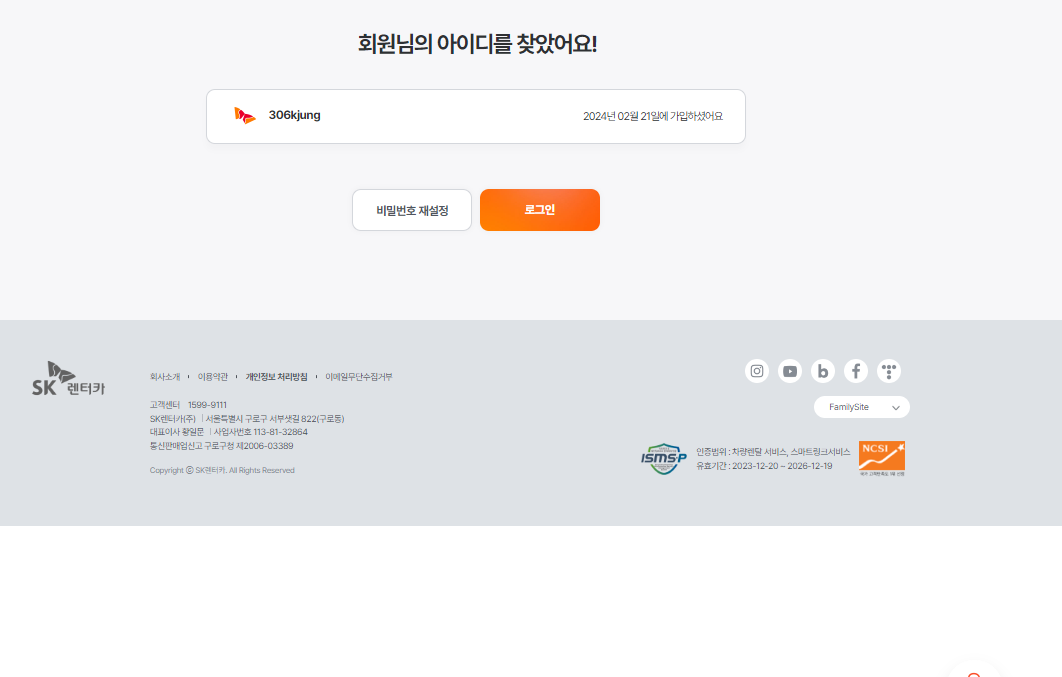 회원님의 아이디를 찾았어요!
306kjung
2024년 02월 21일에 가입하셨어요
비밀번호 재설정
로그인
SK 렌터카
회사소개 이용약관 개인정보 처리방침 이메일무단수집거부
고객센터 1599-9111
SK렌터카(주) | 서울특별시 구로구 서부샛길 822(구로동)
대표이사 황일문 | 사업자번호 113-81-32864
통신판매업신고 구로구청 제2006-03389
Copyright ⓒ SK렌터카. All Rights Reserved
FamilySite
ISMS-P
인증범위 : 차량렌탈 서비스, 스마트링크서비스
유효기간 : 2023-12-20 ~ 2026-12-19
NCSI